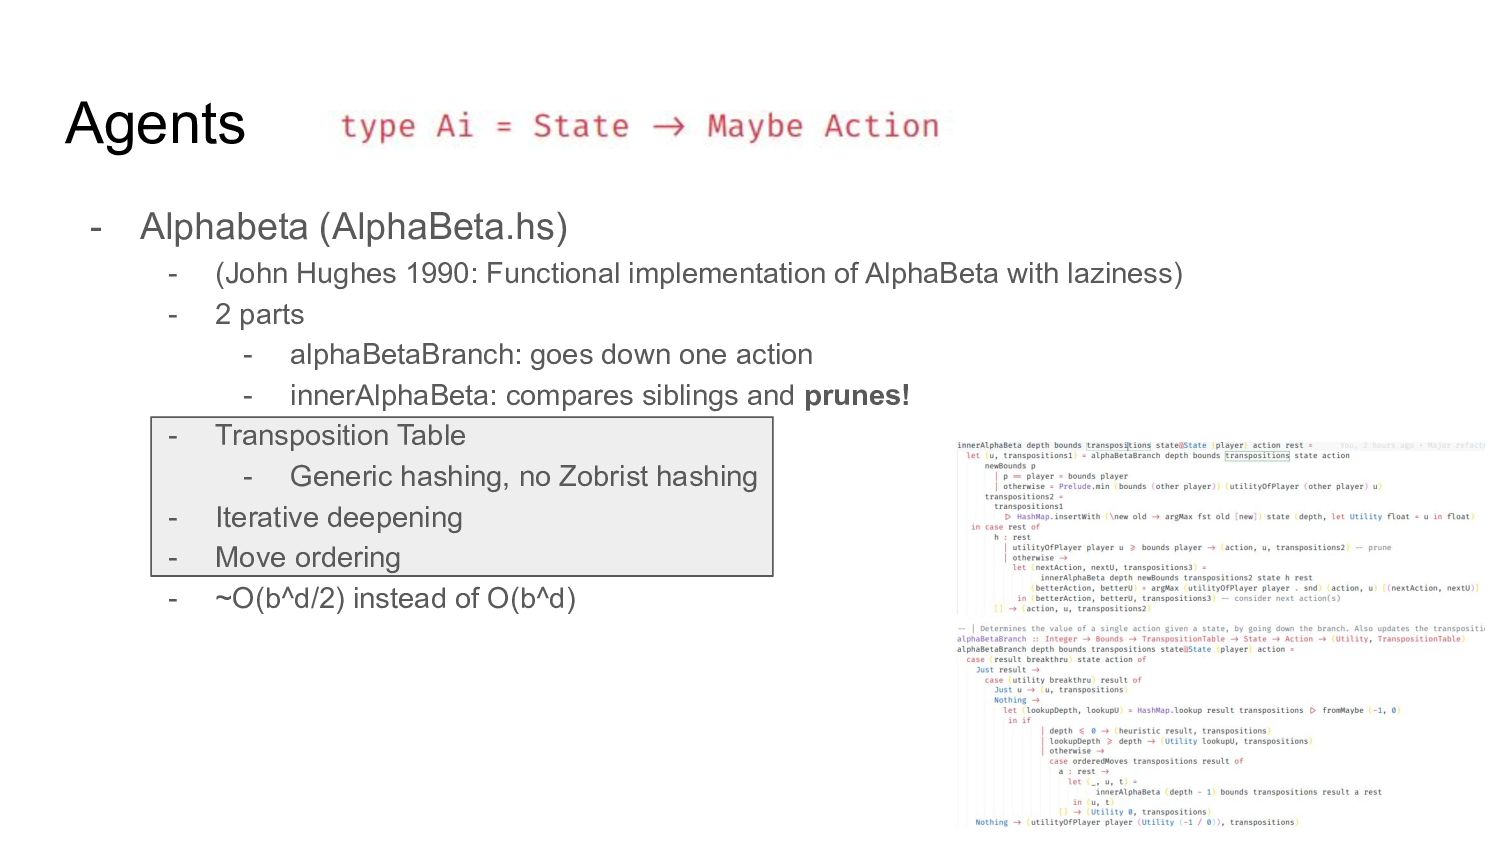 Agents
type Ai = State → Maybe Action
- Alphabeta (AlphaBeta.hs)
- (John Hughes 1990: Functional implementation of AlphaBeta with laziness)
- 2 parts
- alphaBetaBranch: goes down one action
- innerAlphaBeta: compares siblings and prunes!
- Transposition Table
- Generic hashing, no Zobrist hashing
- Iterative deepening
- Move ordering
- ~O(b^d/2) instead of O(b^d)
innerAlphaBeta depth bounds transpositions state@State {player} action rest = You, 2 hours ago • Major refact
let (u, transpositions1) = alphaBetaBranch depth bounds transpositions state action
newBounds p
| p == player = bounds player
| otherwise = Prelude.min (bounds (other player)) (utilityOfPlayer (other player) u)
transpositions2 =
transpositions1
▷ HashMap.insertWith (\new old → argMax fst old [new]) state (depth, let Utility float = u in float)
in case rest of
h : rest
| utilityOfPlayer player u ≥ bounds player → (action, u, transpositions2) -- prune
| otherwise →
let (nextAction, nextU, transpositions3) =
innerAlphaBeta depth newBounds transpositions2 state h rest
(betterAction, betterU) = argMax (utilityOfPlayer player . snd) (action, u) [(nextAction, nextU)]
in (betterAction, betterU, transpositions3) -- consider next action(s)
[] → (action, u, transpositions2)
-- | Determines the value of a single action given a state, by going down the branch. Also updates the transpositi
alphaBetaBranch :: Integer → Bounds → TranspositionTable → State → Action → (Utility, TranspositionTable)
alphaBetaBranch depth bounds transpositions state@State {player} action =
case (result breakthru) state action of
Just result →
case (utility breakthru) result of
Just u → (u, transpositions)
Nothing →
let (lookupDepth, lookupU) = HashMap.lookup result transpositions ▷ fromMaybe (-1, 0)
in if
| depth ≤ 0 → (heuristic result, transpositions)
| lookupDepth ≥ depth → (Utility lookupU, transpositions)
| otherwise →
case orderedMoves transpositions result of
a : rest →
let (_, u, t) =
innerAlphaBeta (depth - 1) bounds transpositions result a rest
in (u, t)
[] → (Utility 0, transpositions)
Nothing → (utilityOfPlayer player (Utility (-1 / 0)), transpositions)